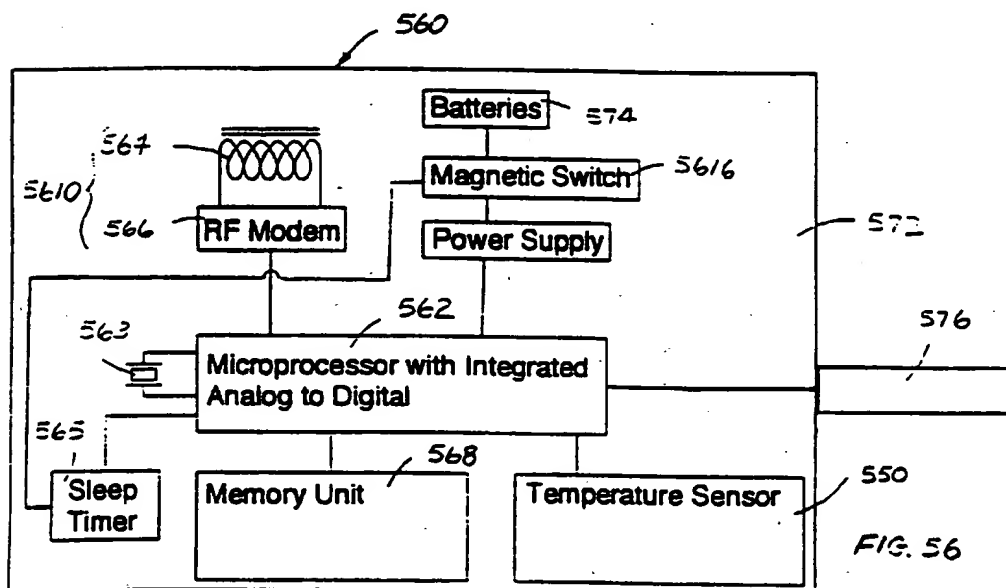 560
Batteries
574
567
Magnetic Switch
5616
5610
566
RF Modem
Power Supply
572
562
563
576
Microprocessor with Integrated
Analog to Digital
565
568
Sleep
Timer
Memory Unit
Temperature Sensor
550
FIG. 56